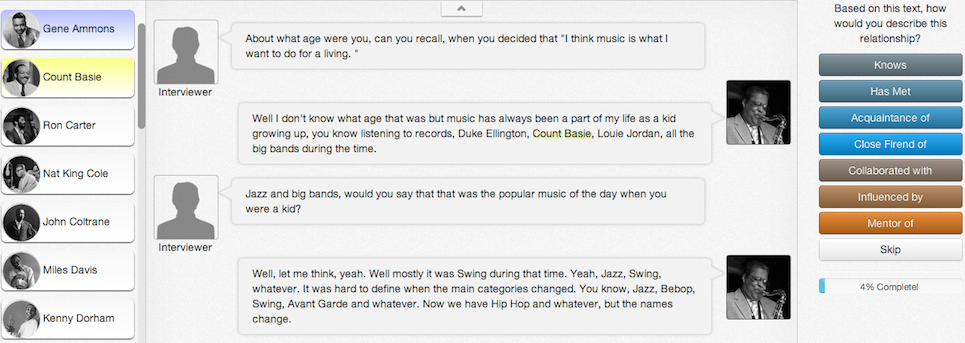 Gene Ammons
Count Basie
Ron Carter
Nat King Cole
John Coltrane
Miles Davis
Kenny Dorham
About what age were you, can you recall, when you decided that "I think music is what I
want to do for a living. "
Interviewer
Well I don't know what age that was but music has always been a part of my life as a kid
growing up, you know listening to records, Duke Ellington, Count Basie, Louie Jordan, all the
big bands during the time.
Jazz and big bands, would you say that that was the popular music of the day when you
were a kid?
Interviewer
Well, let me think, yeah. Well mostly it was Swing during that time. Yeah, Jazz, Swing,
whatever. It was hard to define when the main categories changed. You know, Jazz, Bebop,
Swing, Avant Garde and whatever. Now we have Hip Hop and whatever, but the names
change.
Based on this text, how
would you describe this
relationship?
Knows
Has Met
Acquaintance of
Close Firend of
Collaborated with
Influenced by
Mentor of
Skip
4% Complete!